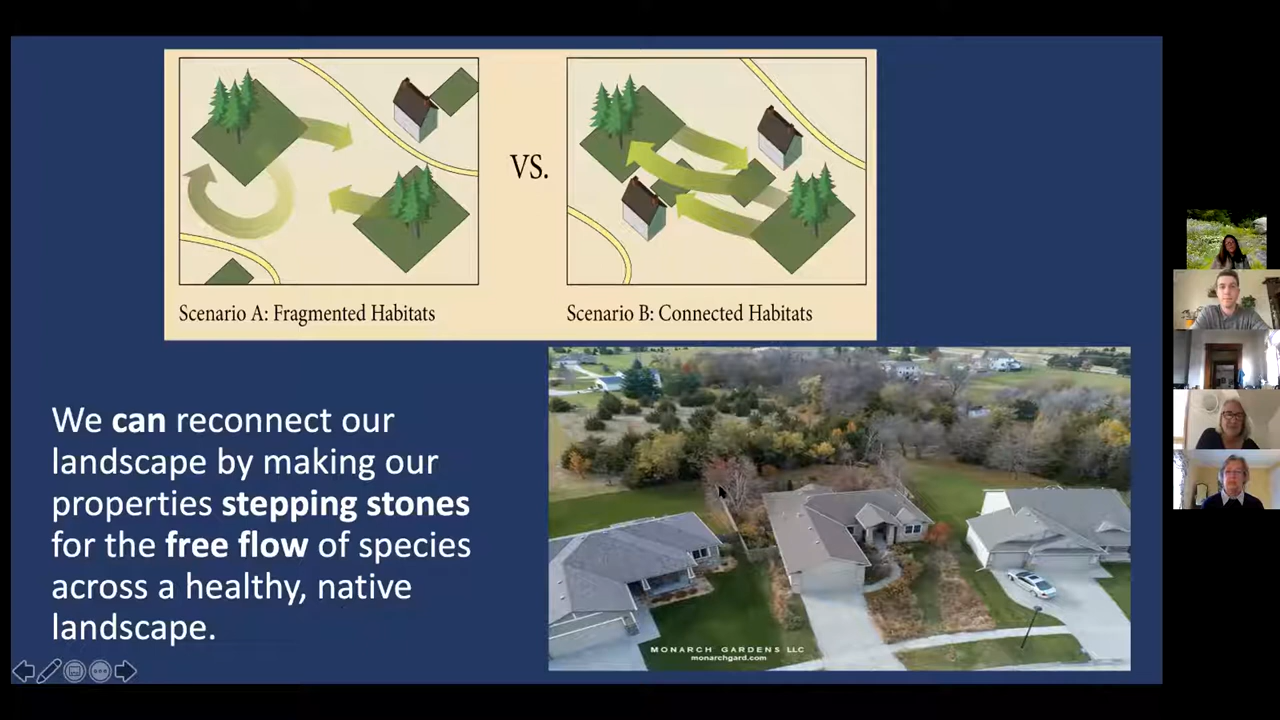 VS.
Scenario A: Fragmented Habitats
Scenario B: Connected Habitats
We can reconnect our
landscape by making our
properties stepping stones
for the free flow of species
across a healthy, native
landscape.
MONARCH GARDENS LLC
monarchgard.com